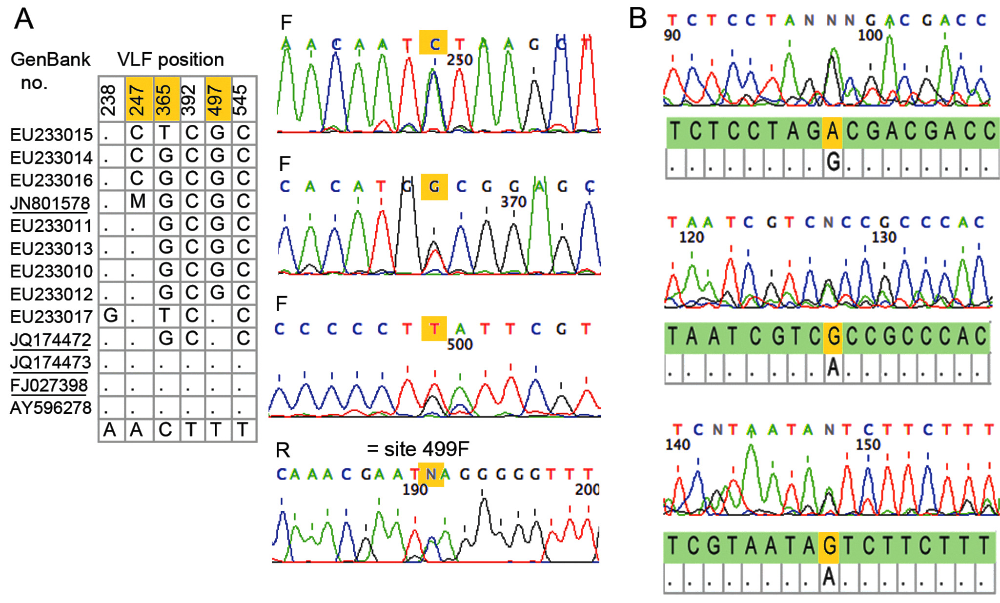 A
GenBank no.
VLF position
238 247 365 392 497 545
EU233015 . C T C G C
EU233014 . C G C G C
EU233016 . C G C G C
JN801578 . M G C G C
EU233011 . . G C G C
EU233013 . . G C G C
EU233010 . . G C G C
EU233012 . . G C G C
EU233017 G . T C . C
JQ174472 . . G C . C
JQ174473 . . . . . .
FJ027398 . . . . . .
AY596278 . . . . . .
A A C T T T
F
A A C A A T C T A A G C T
250
F
C A C A T G G C G G A G C
370
F
C C C C C T T A T T C G T
500
R = site 499F
C A A A C G A A T N A G G G G G T T T
190 200
B
T C T C C T A N N N G A C G A C C
90 100
T C T C C T A G A C G A C G A C C
. . . . . . . . G . . . . . . . .
T A A T C G T C N C C G C C C A C
120 130
T A A T C G T C G C C G C C C A C
. . . . . . . . A . . . . . . . .
T C N T A A T A N T C T T C T T T
140 150
T C G T A A T A G T C T T C T T T
. . . . . . . . A . . . . . . . .